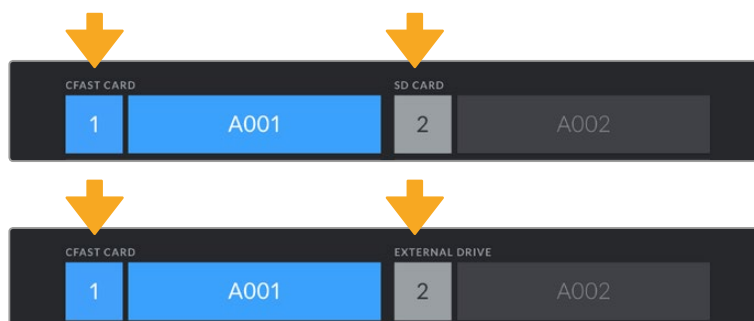 CFAST CARD SD CARD
1 A001 2 A002
CFAST CARD EXTERNAL DRIVE
1 A001 2 A002